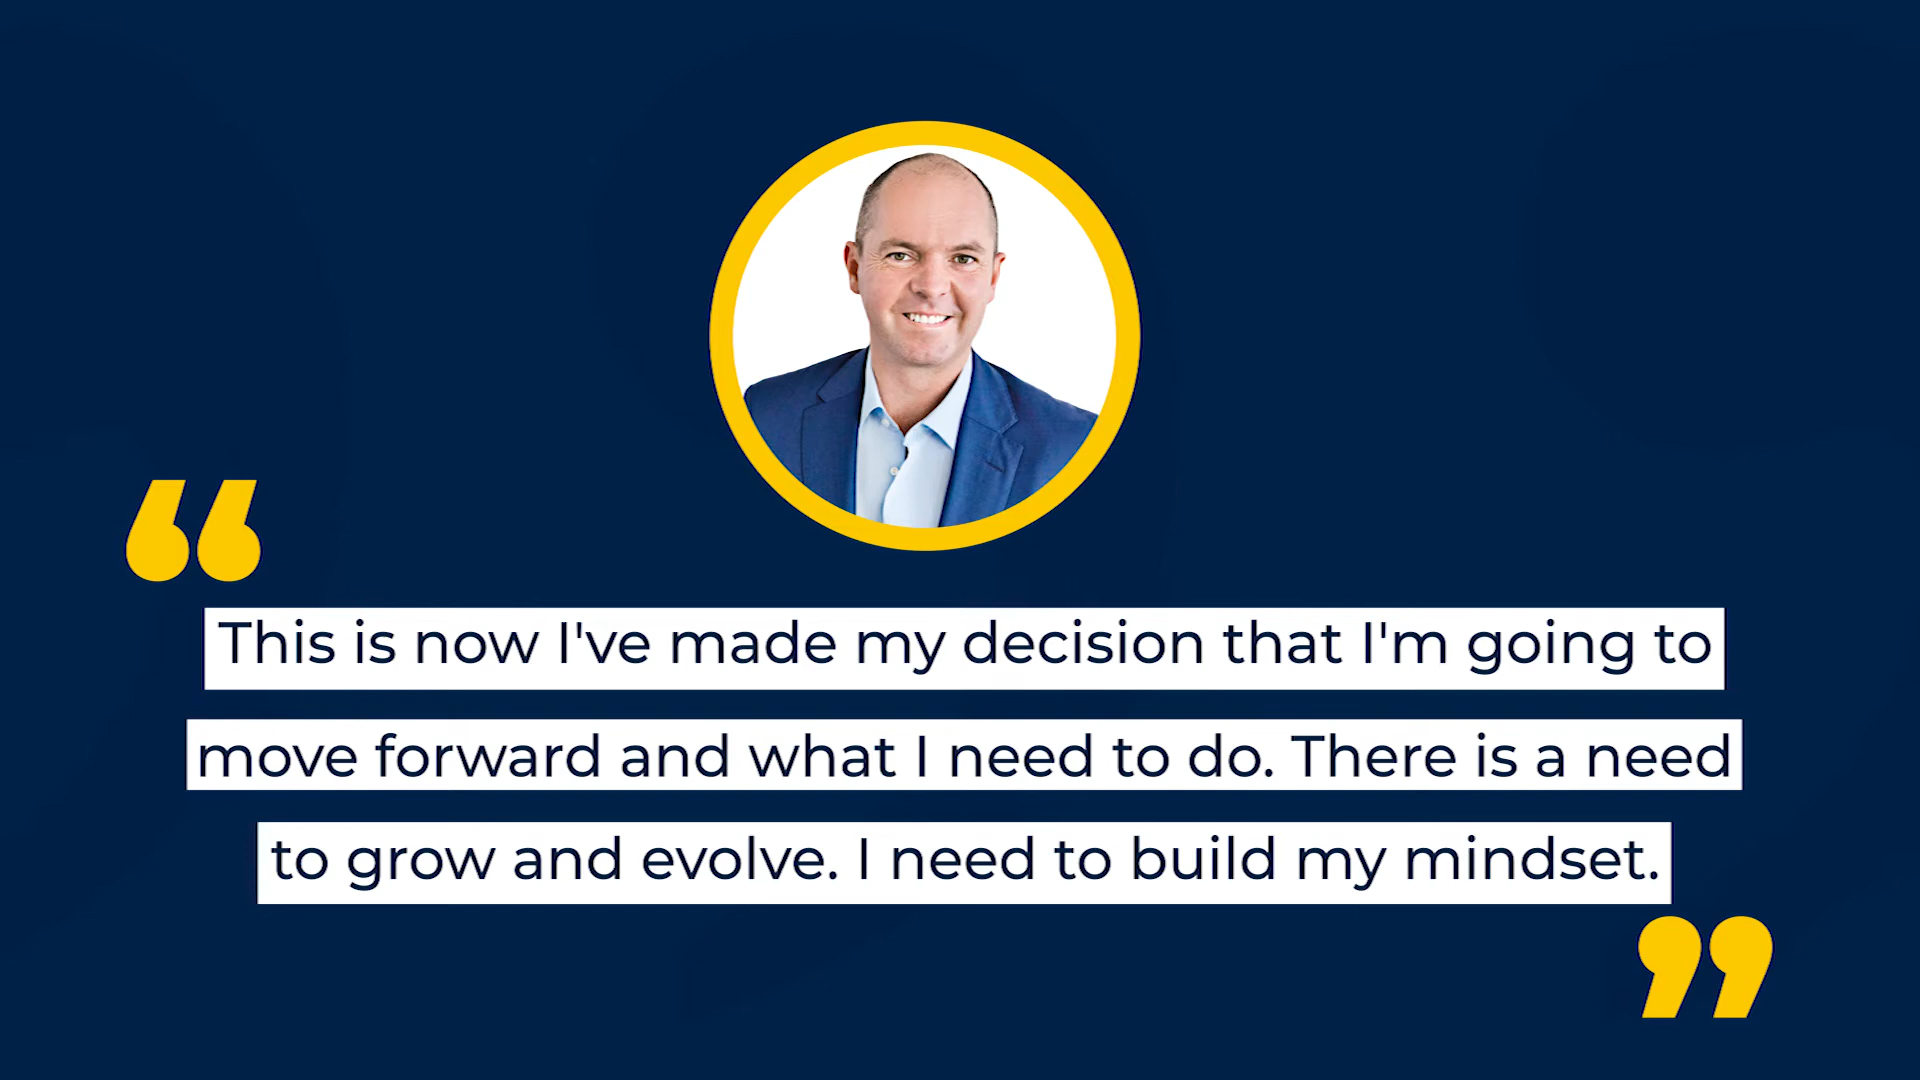 “
This is now I've made my decision that I'm going to
move forward and what I need to do. There is a need
to grow and evolve. I need to build my mindset.
”